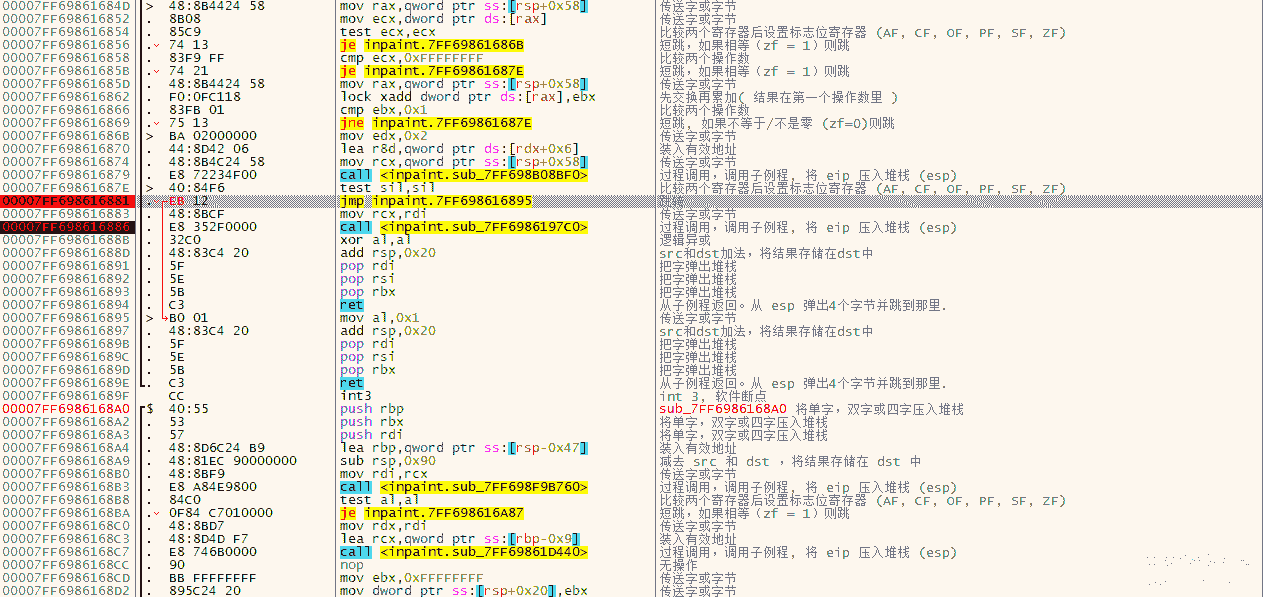 00007FF69861684D > 48:8B4424 58 mov rax,qword ptr ss:[rsp+0x58] 传送字或字节
00007FF698616852 . 8B08 mov ecx,dword ptr ds:[rax] 传送字或字节
00007FF698616854 . 85C9 test ecx,ecx 比较两个寄存器后设置标志位寄存器 (AF, CF, OF, PF, SF, ZF)
00007FF698616856 . 74 13 je inpaint.7FF69861686B 短跳,如果相等（zf = 1）则跳
00007FF698616858 . 83F9 FF cmp ecx,0xFFFFFFFF 比较两个操作数
00007FF69861685B . 74 21 je inpaint.7FF69861687E 短跳,如果相等（zf = 1）则跳
00007FF69861685D . 48:8B4424 58 mov rax,qword ptr ss:[rsp+0x58] 传送字或字节
00007FF698616862 . F0:0FC118 lock xadd dword ptr ds:[rax],ebx 先交换再累加( 结果在第一个操作数里 )
00007FF698616866 . 83FB 01 cmp ebx,0x1 比较两个操作数
00007FF698616869 . 75 13 jne inpaint.7FF69861687E 短跳, 如果不等于/不是零 (zf=0)则跳
00007FF69861686B > BA 02000000 mov edx,0x2 传送字或字节
00007FF698616870 . 44:8D42 06 lea r8d,qword ptr ds:[rdx+0x6] 装入有效地址
00007FF698616874 . 48:8B4C24 58 mov rcx,qword ptr ss:[rsp+0x58] 传送字或字节
00007FF698616879 . E8 72234F00 call <inpaint.sub_7FF698B08BF0> 过程调用，调用子例程, 将 eip 压入堆栈 (esp)
00007FF69861687E > 40:84F6 test sil,sil 比较两个寄存器后设置标志位寄存器 (AF, CF, OF, PF, SF, ZF)
00007FF698616881 . EB 12 jmp inpaint.7FF698616895 跳转
00007FF698616883 . 48:8BCF mov rcx,rdi 传送字或字节
00007FF698616886 . E8 352F0000 call <inpaint.sub_7FF6986197C0> 过程调用，调用子例程, 将 eip 压入堆栈 (esp)
00007FF69861688B . 32C0 xor al,al 逻辑异或
00007FF69861688D . 48:83C4 20 add rsp,0x20 src和dst加法，将结果存储在dst中
00007FF698616891 . 5F pop rdi 把字弹出堆栈
00007FF698616892 . 5E pop rsi 把字弹出堆栈
00007FF698616893 . 5B pop rbx 把字弹出堆栈
00007FF698616894 . C3 ret 从子例程返回。从 esp 弹出4个字节并跳到那里.
00007FF698616895 > B0 01 mov al,0x1 传送字或字节
00007FF698616897 . 48:83C4 20 add rsp,0x20 src和dst加法，将结果存储在dst中
00007FF69861689B . 5F pop rdi 把字弹出堆栈
00007FF69861689C . 5E pop rsi 把字弹出堆栈
00007FF69861689D . 5B pop rbx 把字弹出堆栈
00007FF69861689E . C3 ret 从子例程返回。从 esp 弹出4个字节并跳到那里.
00007FF69861689F CC int3 int 3, 软件断点
00007FF6986168A0 $ 40:55 push rbp sub_7FF6986168A0 将单字，双字或四字压入堆栈
00007FF6986168A2 . 53 push rbx 将单字，双字或四字压入堆栈
00007FF6986168A3 . 57 push rdi 将单字，双字或四字压入堆栈
00007FF6986168A4 . 48:8D6C24 B9 lea rbp,qword ptr ss:[rsp-0x47] 装入有效地址
00007FF6986168A9 . 48:81EC 90000000 sub rsp,0x90 减去 src 和 dst ，将结果存储在 dst 中
00007FF6986168B0 . 48:8BF9 mov rdi,rcx 传送字或字节
00007FF6986168B3 . E8 A84E9800 call <inpaint.sub_7FF698F9B760> 过程调用，调用子例程, 将 eip 压入堆栈 (esp)
00007FF6986168B8 . 84C0 test al,al 比较两个寄存器后设置标志位寄存器 (AF, CF, OF, PF, SF, ZF)
00007FF6986168BA . 0F84 C7010000 je inpaint.7FF698616A87 短跳,如果相等（zf = 1）则跳
00007FF6986168C0 . 48:8BD7 mov rdx,rdi 传送字或字节
00007FF6986168C3 . 48:8D4D F7 lea rcx,qword ptr ss:[rbp-0x9] 装入有效地址
00007FF6986168C7 . E8 746B0000 call <inpaint.sub_7FF69861D440> 过程调用，调用子例程, 将 eip 压入堆栈 (esp)
00007FF6986168CC . 90 nop 无操作
00007FF6986168CD . BB FFFFFFFF mov ebx,0xFFFFFFFF 传送字或字节
00007FF6986168D2 . 895C24 20 mov dword ptr ss:[rsp+0x20],ebx 传送字或字节